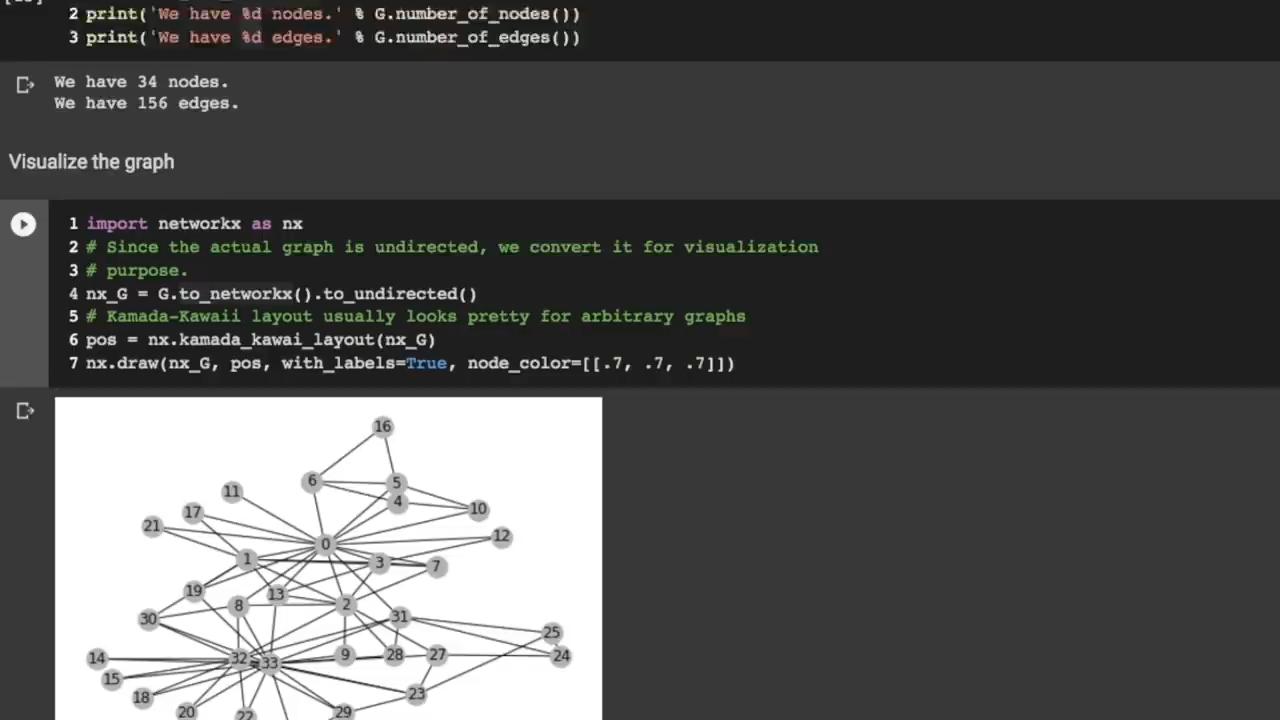 2 print('We have %d nodes.' % G.number_of_nodes())
3 print('We have %d edges.' % G.number_of_edges())
We have 34 nodes.
We have 156 edges.
Visualize the graph
1 import networkx as nx
2 # Since the actual graph is undirected, we convert it for visualization
3 # purpose.
4 nx_G = G.to_networkx().to_undirected()
5 # Kamada-Kawaii layout usually looks pretty for arbitrary graphs
6 pos = nx.kamada_kawai_layout(nx_G)
7 nx.draw(nx_G, pos, with_labels=True, node_color=[[.7, .7, .7]])
16
6 5
11 4
17 10
21 12
0
1 3 7
19 13
8 2
30 31
25
14 32 33 9 28 27 24
15
18 23
20 22 29